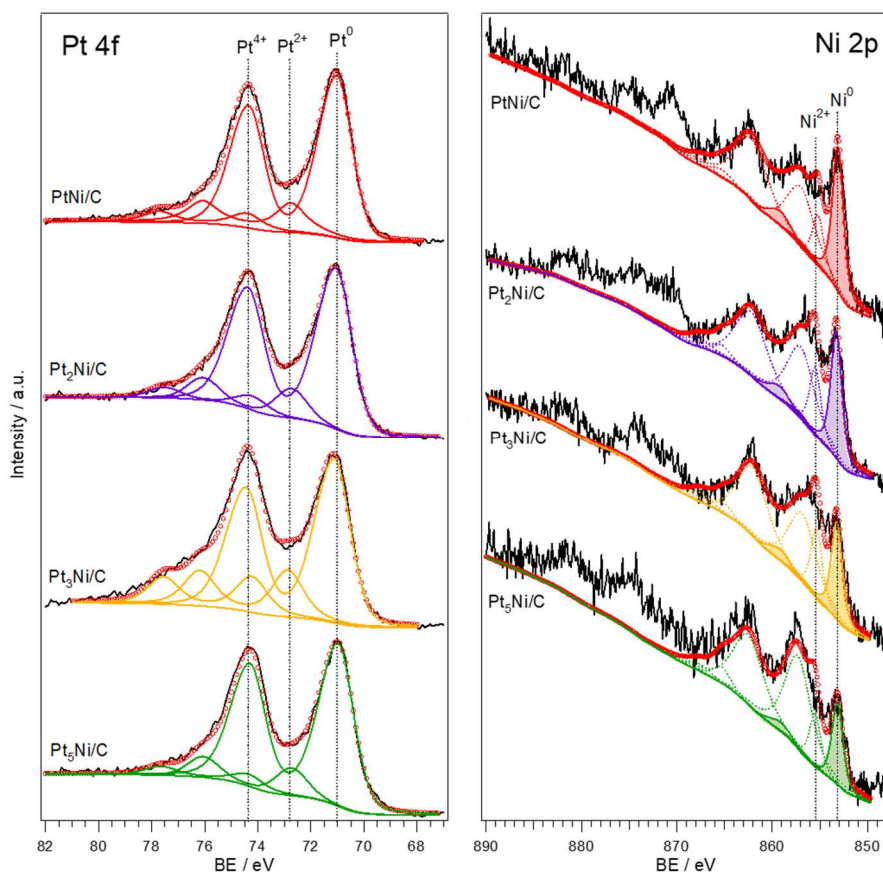 Pt 4f
Pt⁴⁺ Pt²⁺ Pt⁰
PtNi/C
Pt₂Ni/C
Pt₃Ni/C
Pt₅Ni/C
Intensity / a.u.
82 80 78 76 74 72 70 68
BE / eV
Ni 2p
PtNi/C
Ni²⁺ Ni⁰
Pt₂Ni/C
Pt₃Ni/C
Pt₅Ni/C
890 880 870 860 850
BE / eV